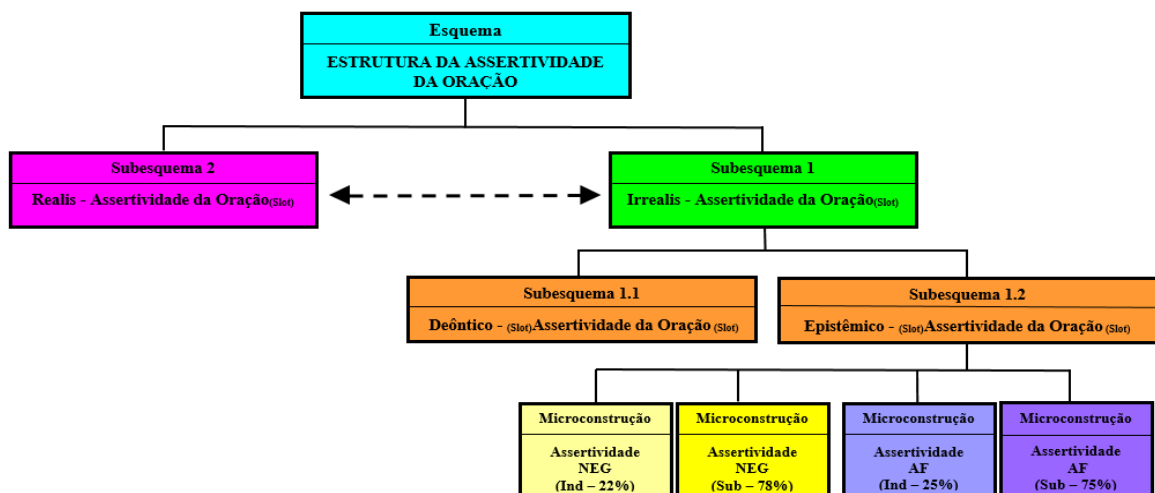 Esquema
ESTRUTURA DA ASSERTIVIDADE
DA ORAÇÃO
Subesquema 2
Realis - Assertividade da Oração(Slot)
Subesquema 1
Irrealis - Assertividade da Oração(Slot)
Subesquema 1.1
Deôntico - (Slot)Assertividade da Oração (Slot)
Subesquema 1.2
Epistêmico - (Slot)Assertividade da Oração (Slot)
Microconstrução
Assertividade
NEG
(Ind – 22%)
Microconstrução
Assertividade
NEG
(Sub – 78%)
Microconstrução
Assertividade
AF
(Ind – 25%)
Microconstrução
Assertividade
AF
(Sub – 75%)